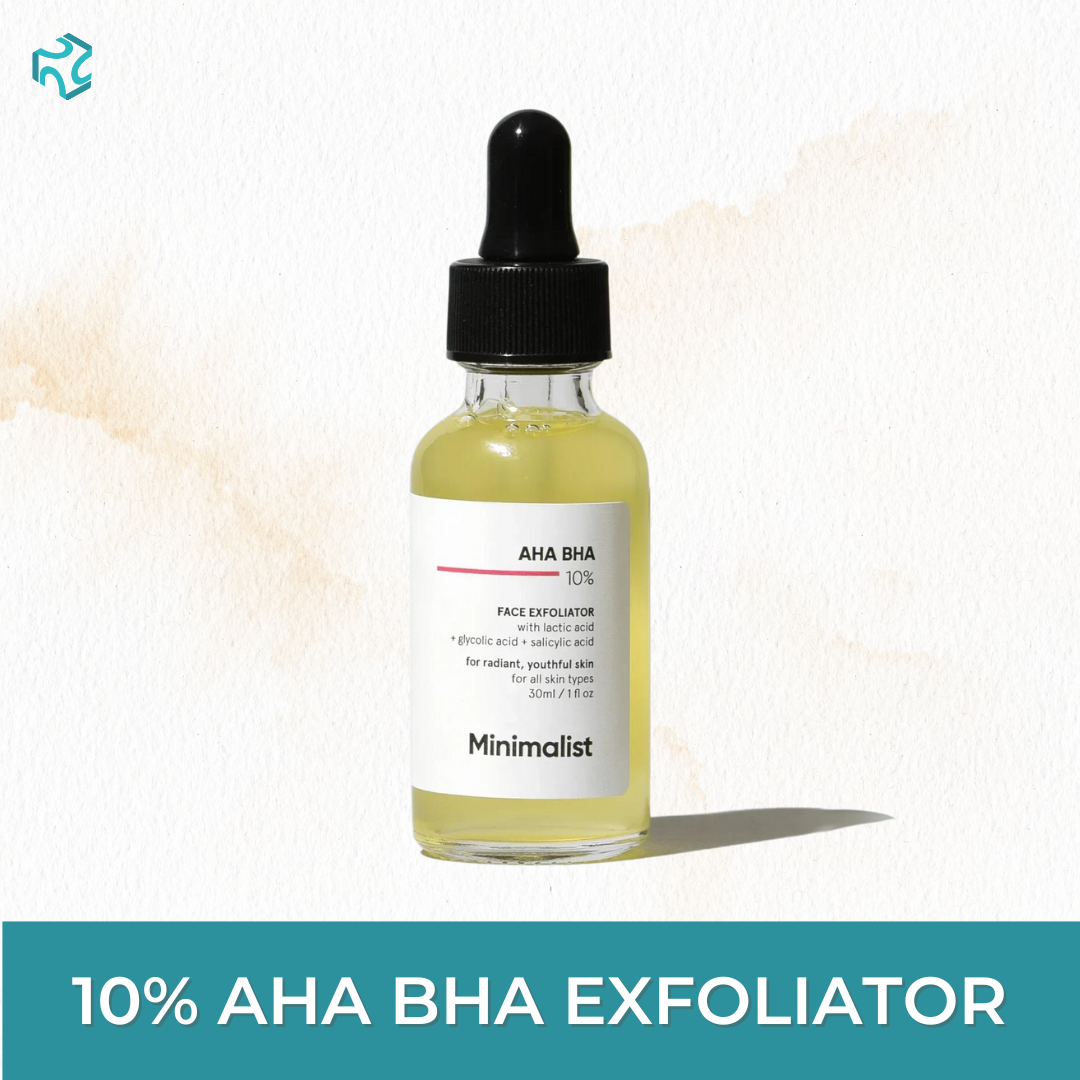 AHA BHA
10%
FACE EXFOLIATOR
with lactic acid
+ glycolic acid + salicylic acid
for radiant, youthful skin
for all skin types
30ml / 1 fl oz
Minimalist
10% AHA BHA EXFOLIATOR